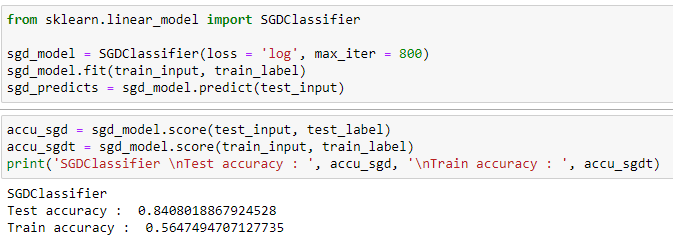 from sklearn.linear_model import SGDClassifier
sgd_model = SGDClassifier(loss = 'log', max_iter = 800)
sgd_model.fit(train_input, train_label)
sgd_predicts = sgd_model.predict(test_input)
accu_sgd = sgd_model.score(test_input, test_label)
accu_sgdt = sgd_model.score(train_input, train_label)
print('SGDClassifier \nTest accuracy : ', accu_sgd, '\nTrain accuracy : ', accu_sgdt)
SGDClassifier
Test accuracy :  0.8408018867924528
Train accuracy :  0.5647494707127735